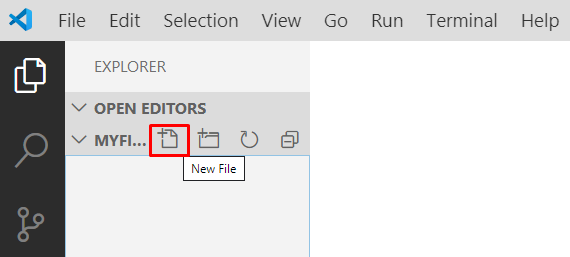 File Edit Selection View Go Run Terminal Help
EXPLORER
OPEN EDITORS
MYFI...
New File